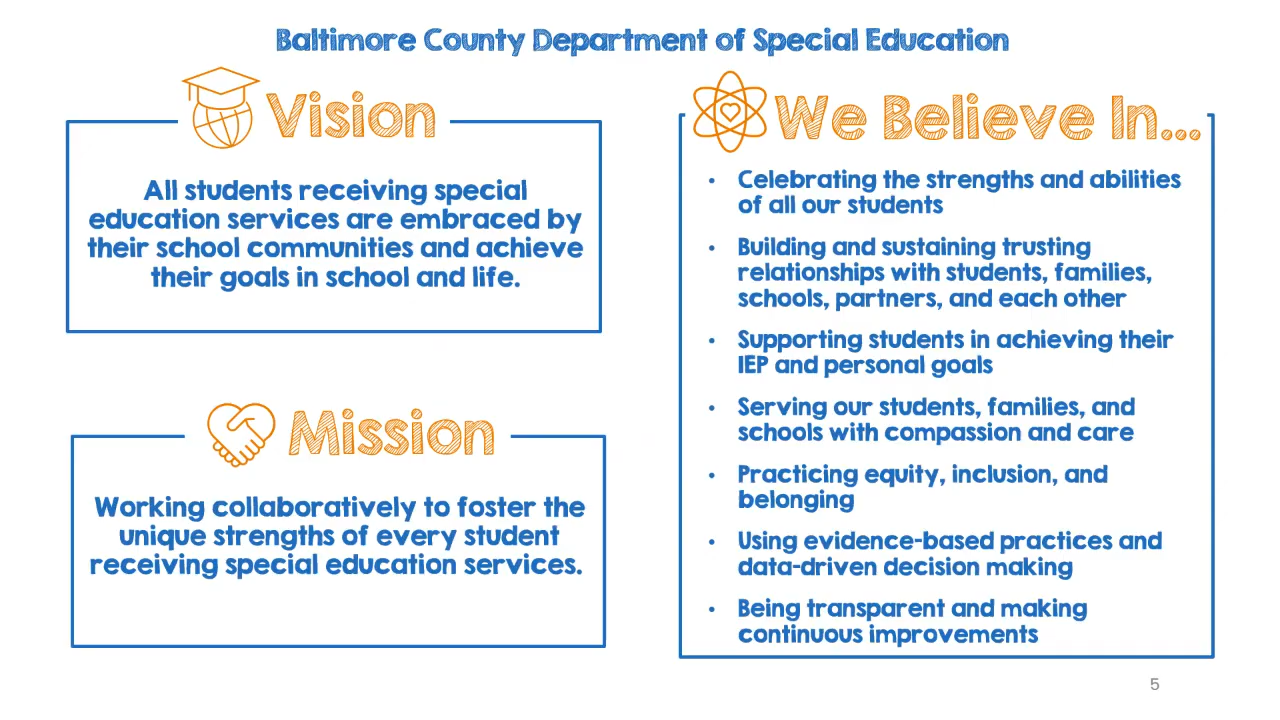 Baltimore County Department of Special Education
Vision
All students receiving special
education services are embraced by
their school communities and achieve
their goals in school and life.
Mission
Working collaboratively to foster the
unique strengths of every student
receiving special education services.
We Believe In...
• Celebrating the strengths and abilities
of all our students
• Building and sustaining trusting
relationships with students, families,
schools, partners, and each other
• Supporting students in achieving their
IEP and personal goals
• Serving our students, families, and
schools with compassion and care
• Practicing equity, inclusion, and
belonging
• Using evidence-based practices and
data-driven decision making
• Being transparent and making
continuous improvements
5